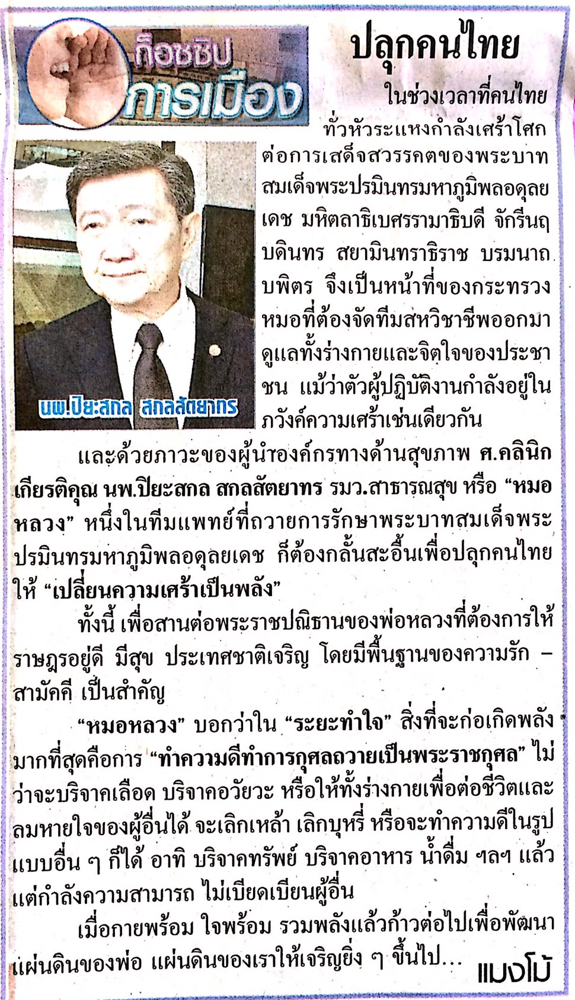 ก็อซซิป
การเมือง
ปลุกคนไทย
ในช่วงเวลาที่คนไทย
ทั่วหัวระแหงกำลังเศร้าโศก
ต่อการเสด็จสวรรคตของพระบาท
สมเด็จพระปรมินทรมหาภูมิพลอดุลย
เดช มหิตลาธิเบศรรามาธิบดี จักรีนฤ
บดินทร สยามินทราธิราช บรมนาถ
บพิตร จึงเป็นหน้าที่ของกระทรวง
หมอที่ต้องจัดทีมสหวิชาชีพออกมา
ดูแลทั้งร่างกายและจิตใจของประชา
ชน แม้ว่าตัวผู้ปฏิบัติงานกำลังอยู่ใน
ภวังค์ความเศร้าเช่นเดียวกัน
นพ.ปิยะสกล สกลสัตยาทร
และด้วยภาวะของผู้นำองค์กรทางด้านสุขภาพ ศ.คลินิก
เกียรติคุณ นพ.ปิยะสกล สกลสัตยาทร รมว.สาธารณสุข หรือ “หมอ
หลวง” หนึ่งในทีมแพทย์ที่ถวายการรักษาพระบาทสมเด็จพระ
ปรมินทรมหาภูมิพลอดุลยเดช ก็ต้องกลั้นสะอื้นเพื่อปลุกคนไทย
ให้ “เปลี่ยนความเศร้าเป็นพลัง”
ทั้งนี้ เพื่อสานต่อพระราชปณิธานของพ่อหลวงที่ต้องการให้
ราษฎรอยู่ดี มีสุข ประเทศชาติเจริญ โดยมีพื้นฐานของความรัก –
สามัคคี เป็นสำคัญ
“หมอหลวง” บอกว่าใน “ระยะทำใจ” สิ่งที่จะก่อเกิดพลัง
มากที่สุดคือการ “ทำความดีทำการกุศลถวายเป็นพระราชกุศล” ไม่
ว่าจะบริจาคเลือด บริจาคอวัยวะ หรือให้ทั้งร่างกายเพื่อต่อชีวิตและ
ลมหายใจของผู้อื่นได้ จะเลิกเหล้า เลิกบุหรี่ หรือจะทำความดีในรูป
แบบอื่น ๆ ก็ได้ อาทิ บริจาคทรัพย์ บริจาคอาหาร น้ำดื่ม ฯลฯ แล้ว
แต่กำลังความสามารถ ไม่เบียดเบียนผู้อื่น
เมื่อกายพร้อม ใจพร้อม รวมพลังแล้วก้าวต่อไปเพื่อพัฒนา
แผ่นดินของพ่อ แผ่นดินของเราให้เจริญยิ่ง ๆ ขึ้นไป...
แมงโม้